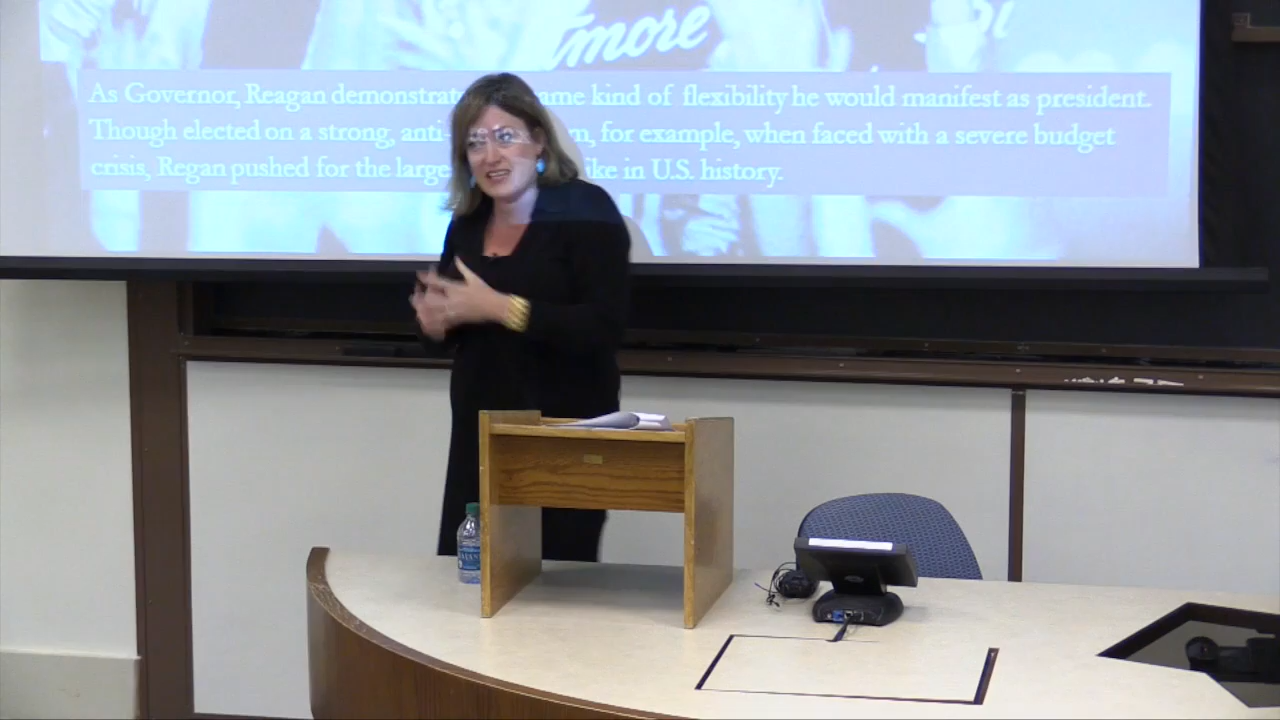 more
As Governor, Reagan demonstrat ame kind of flexibility he would manifest as president.
Though elected on a strong, anti- n, for example, when faced with a severe budget
crisis, Regan pushed for the large ike in U.S. history.